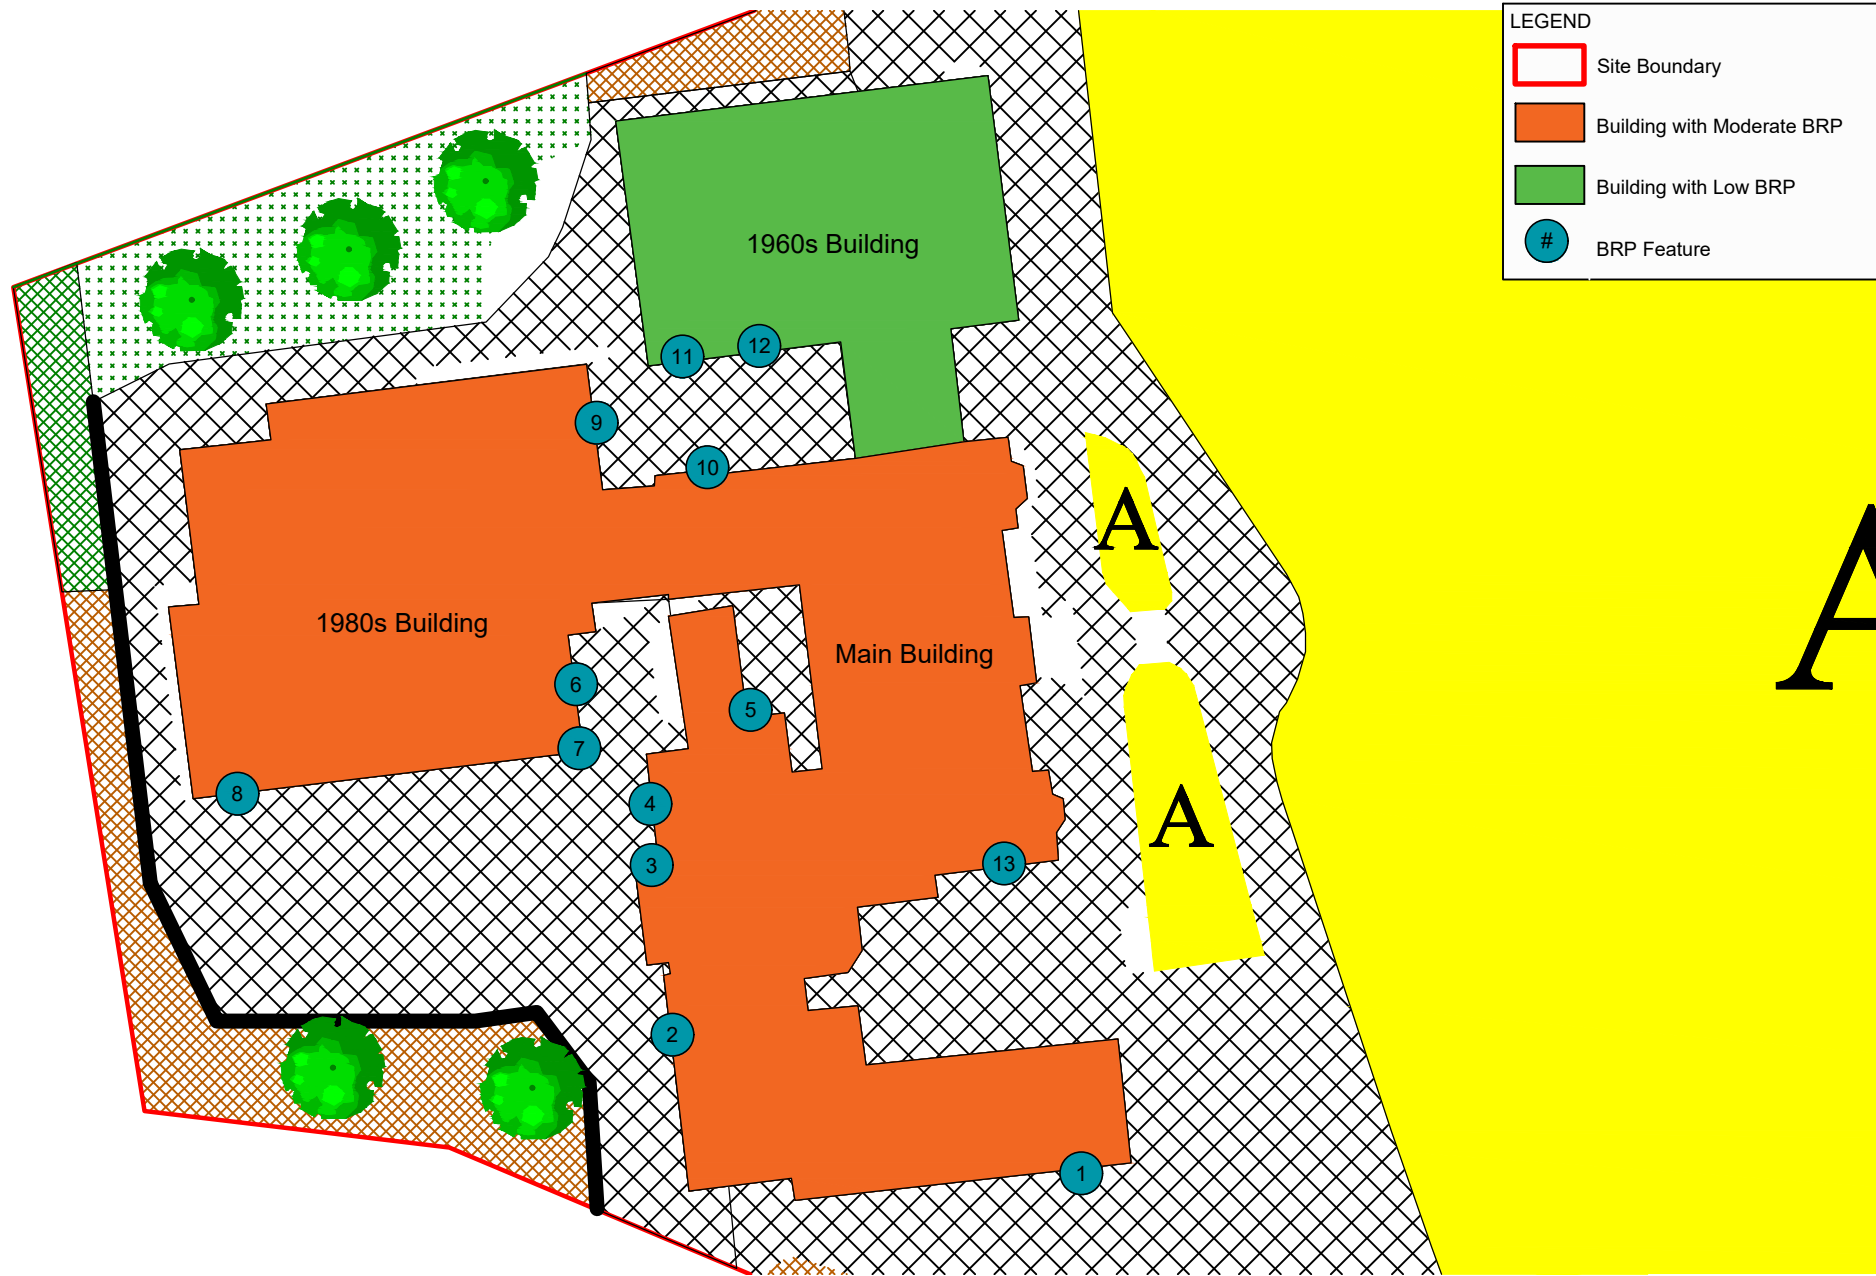 LEGEND
Site Boundary
Building with Moderate BRP
Building with Low BRP
# BRP Feature
1960s Building
11 12
9
10
A
A
1980s Building
Main Building
6
5
7
8
4
A
3
13
2
1